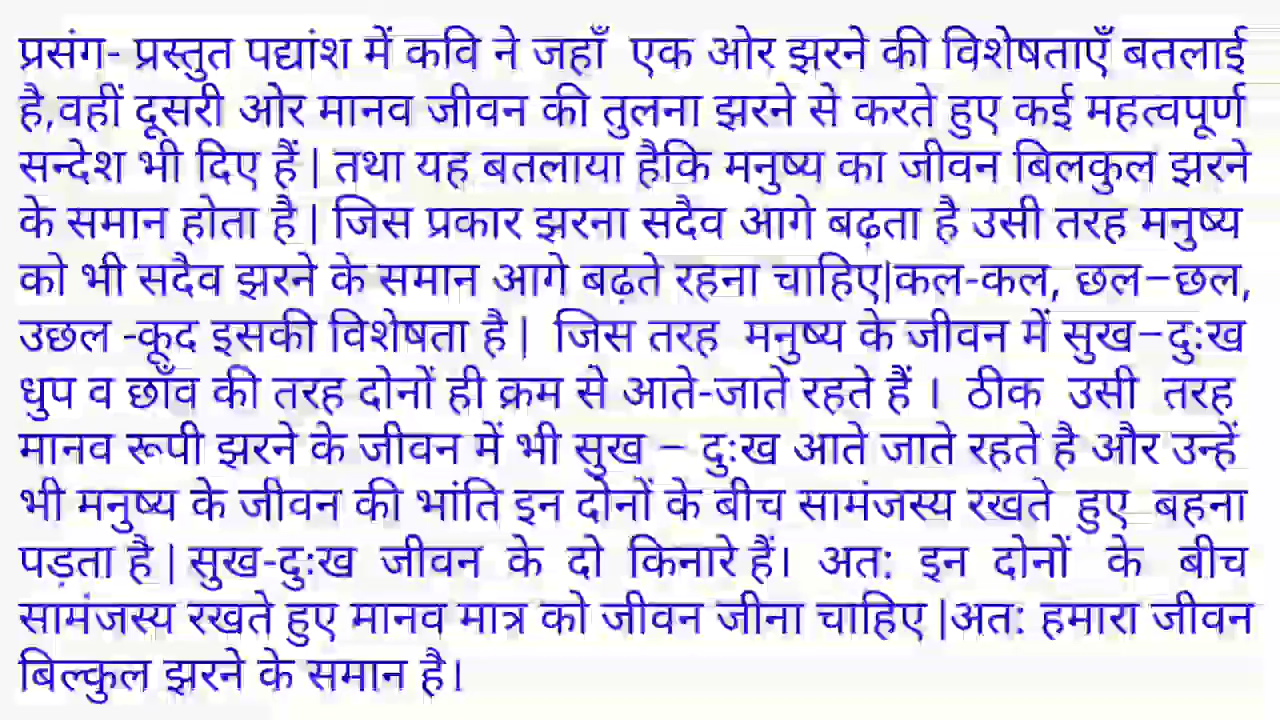 प्रसंग- प्रस्तुत पद्यांश में कवि ने जहाँ एक ओर झरने की विशेषताएँ बतलाई
है,वहीं दूसरी ओर मानव जीवन की तुलना झरने से करते हुए कई महत्वपूर्ण
सन्देश भी दिए हैं | तथा यह बतलाया हैकि मनुष्य का जीवन बिलकुल झरने
के समान होता है | जिस प्रकार झरना सदैव आगे बढ़ता है उसी तरह मनुष्य
को भी सदैव झरने के समान आगे बढ़ते रहना चाहिए|कल-कल, छल–छल,
उछल -कूद इसकी विशेषता है | जिस तरह मनुष्य के जीवन में सुख–दुःख
धुप व छाँव की तरह दोनों ही क्रम से आते-जाते रहते हैं । ठीक उसी तरह
मानव रूपी झरने के जीवन में भी सुख – दुःख आते जाते रहते है और उन्हें
भी मनुष्य के जीवन की भांति इन दोनों के बीच सामंजस्य रखते हुए बहना
पड़ता है | सुख-दुःख जीवन के दो किनारे हैं। अत: इन दोनों के बीच
सामंजस्य रखते हुए मानव मात्र को जीवन जीना चाहिए |अत: हमारा जीवन
बिल्कुल झरने के समान है।